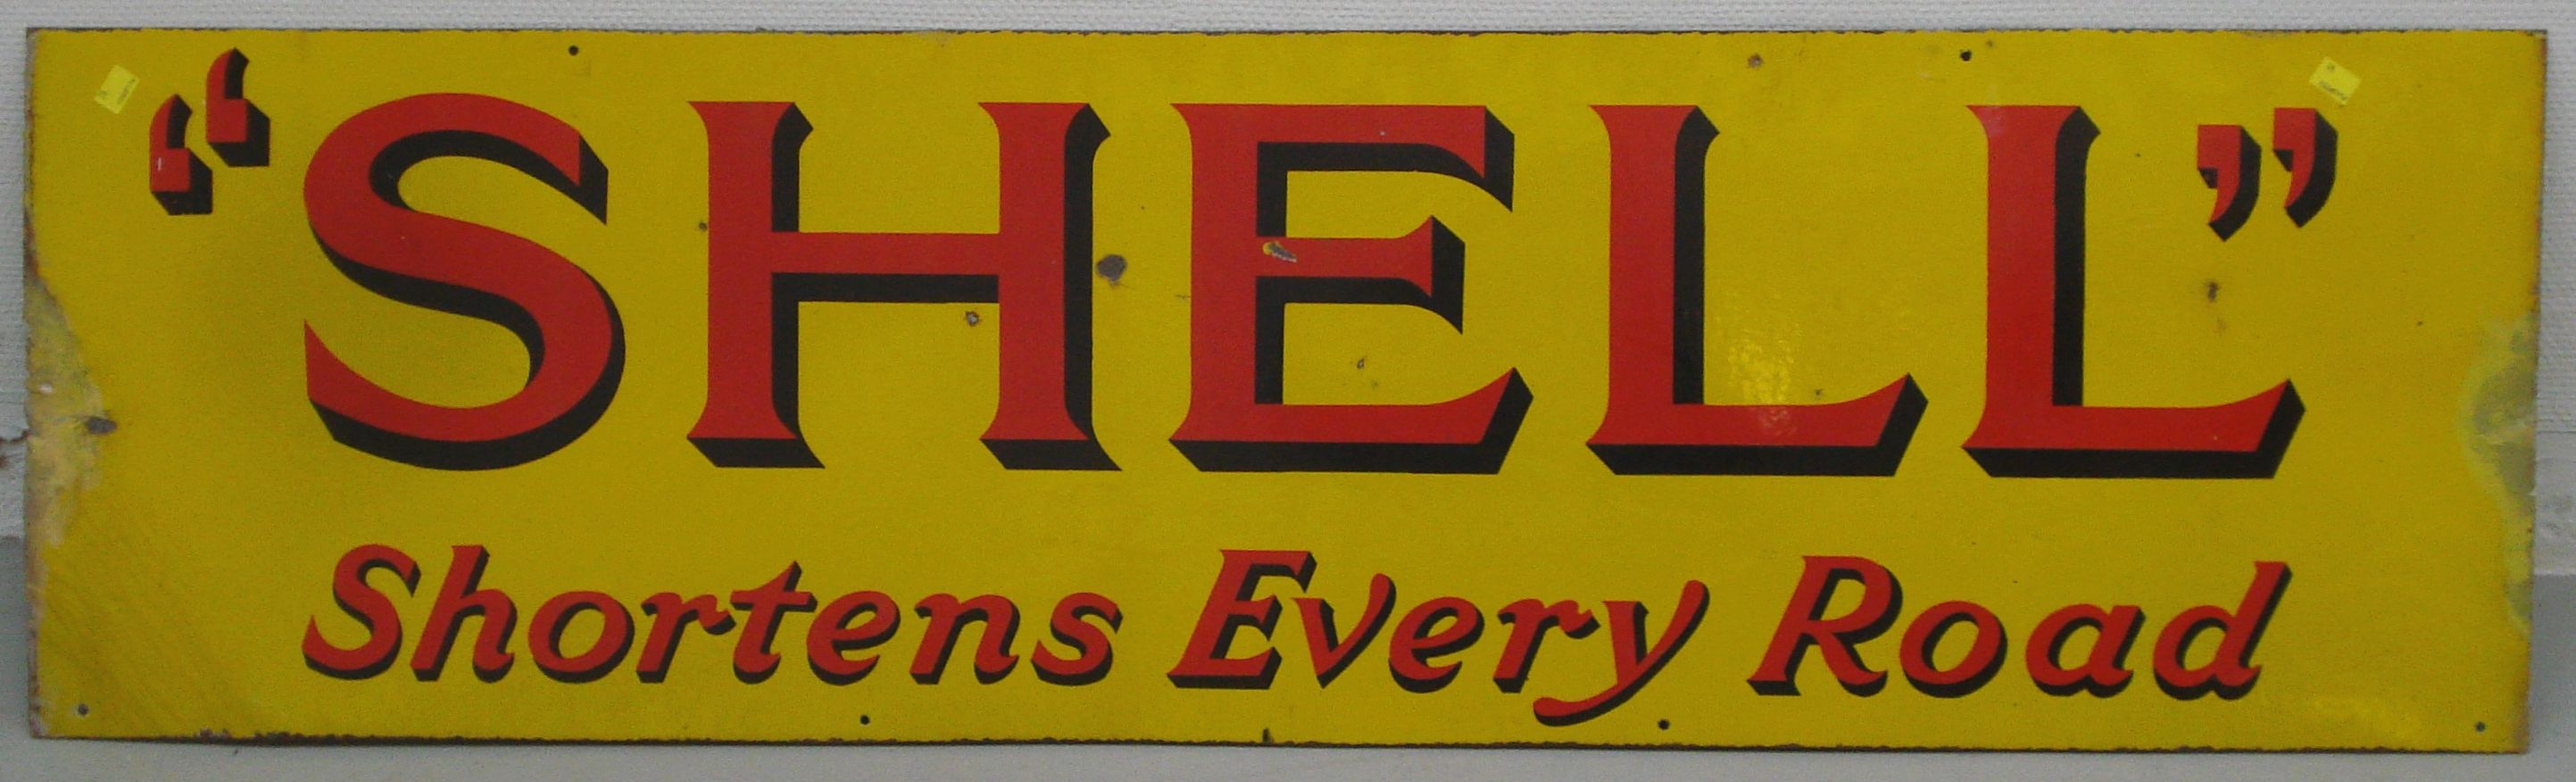 “SHELL”
Shortens Every Road